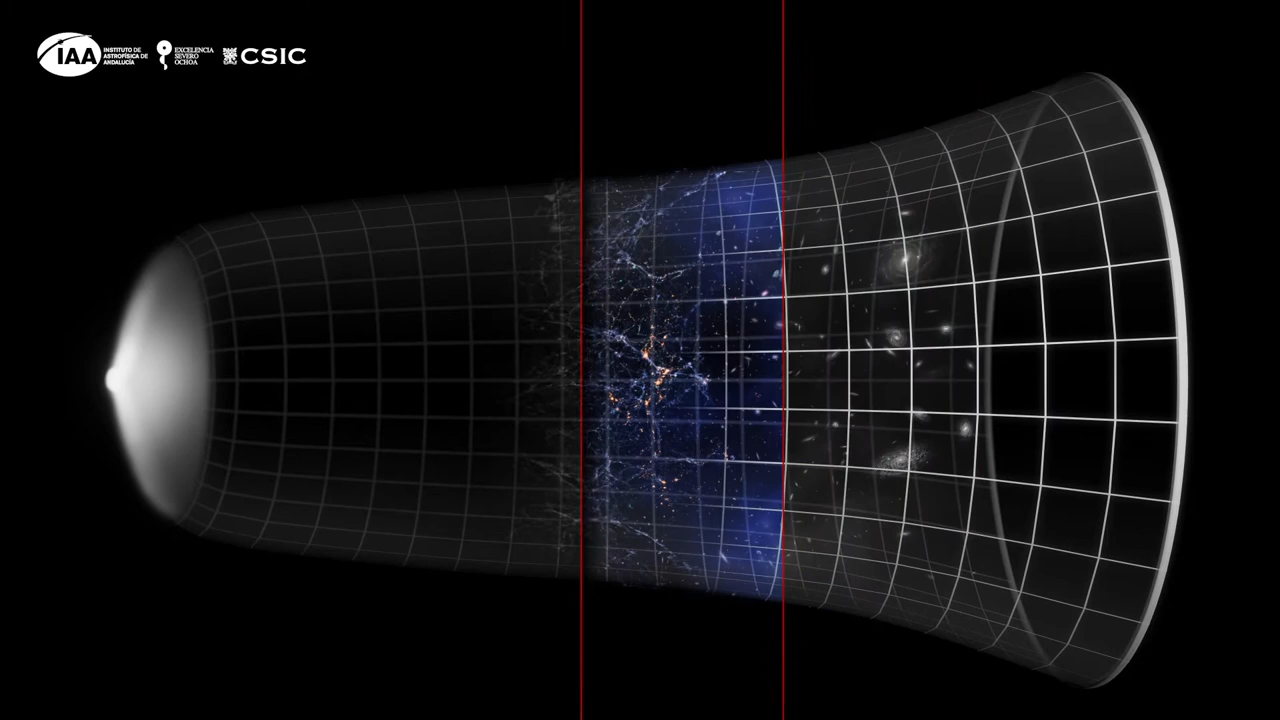 IAA
INSTITUTO DE
ASTROFÍSICA DE
ANDALUCÍA
EXCELENCIA
SEVERO
OCHOA
CSIC